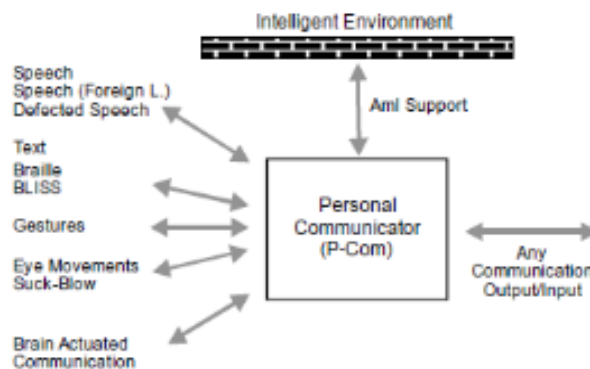 Intelligent Environment
AmI Support
Speech
Speech (Foreign L.)
Defected Speech
Text
Braille
BLISS
Gestures
Eye Movements
Suck-Blow
Brain Actuated
Communication
Personal
Communicator
(P-Com)
Any
Communication
Output/Input